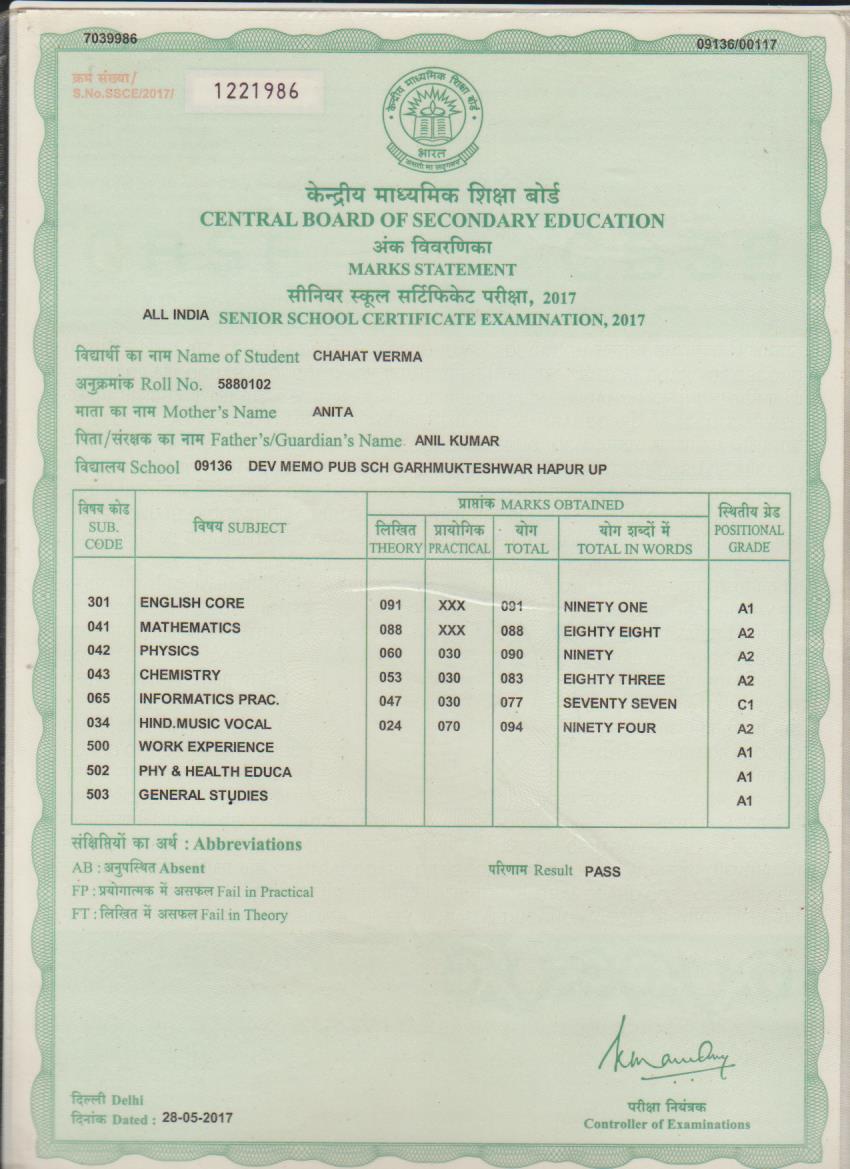 7039986 09136/00117
क्रम संख्या/
S.No.SSCE/2017/ 1221986
केन्द्रीय माध्यमिक शिक्षा बोर्ड
भारत
असतो मा सद्गमय
केन्द्रीय माध्यमिक शिक्षा बोर्ड
CENTRAL BOARD OF SECONDARY EDUCATION
अंक विवरणिका
MARKS STATEMENT
सीनियर स्कूल सर्टिफिकेट परीक्षा, 2017
ALL INDIA SENIOR SCHOOL CERTIFICATE EXAMINATION, 2017
विद्यार्थी का नाम Name of Student CHAHAT VERMA
अनुक्रमांक Roll No. 5880102
माता का नाम Mother's Name ANITA
पिता/संरक्षक का नाम Father's/Guardian's Name ANIL KUMAR
विद्यालय School 09136 DEV MEMO PUB SCH GARHMUKTESHWAR HAPUR UP
विषय कोड SUB. CODE विषय SUBJECT प्राप्तांक MARKS OBTAINED स्थितीय ग्रेड POSITIONAL GRADE
लिखित THEORY प्रायोगिक PRACTICAL योग TOTAL योग शब्दों में TOTAL IN WORDS
301 ENGLISH CORE 091 XXX 091 NINETY ONE A1
041 MATHEMATICS 088 XXX 088 EIGHTY EIGHT A2
042 PHYSICS 060 030 090 NINETY A2
043 CHEMISTRY 053 030 083 EIGHTY THREE A2
065 INFORMATICS PRAC. 047 030 077 SEVENTY SEVEN C1
034 HIND.MUSIC VOCAL 024 070 094 NINETY FOUR A2
500 WORK EXPERIENCE A1
502 PHY & HEALTH EDUCA A1
503 GENERAL STUDIES A1
संक्षिप्तियों का अर्थ : Abbreviations
AB : अनुपस्थित Absent परिणाम Result PASS
FP : प्रयोगात्मक में असफल Fail in Practical
FT : लिखित में असफल Fail in Theory
दिल्ली Delhi
दिनांक Dated : 28-05-2017
परीक्षा नियंत्रक
Controller of Examinations